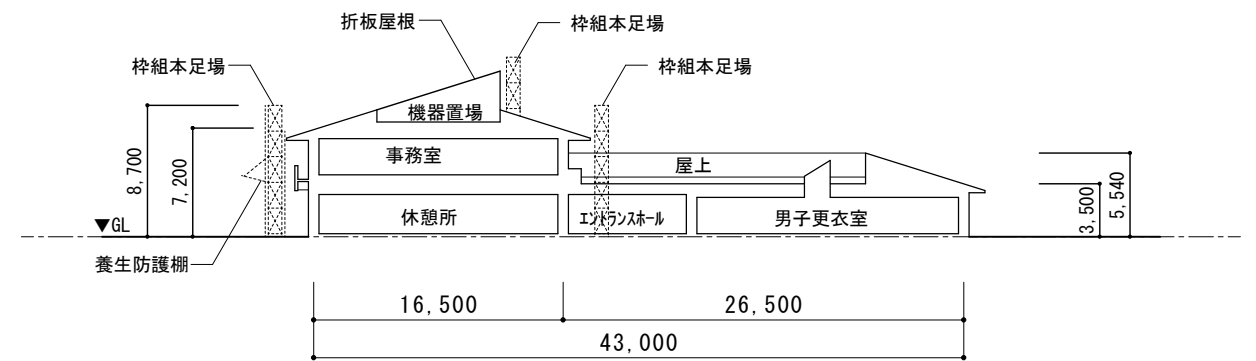 折板屋根
枠組本足場
枠組本足場
枠組本足場
機器置場
事務室
屋上
8,700
7,200
5,540
3,500
休憩所
エントランスホール
男子更衣室
▼GL
養生防護棚
16,500
26,500
43,000